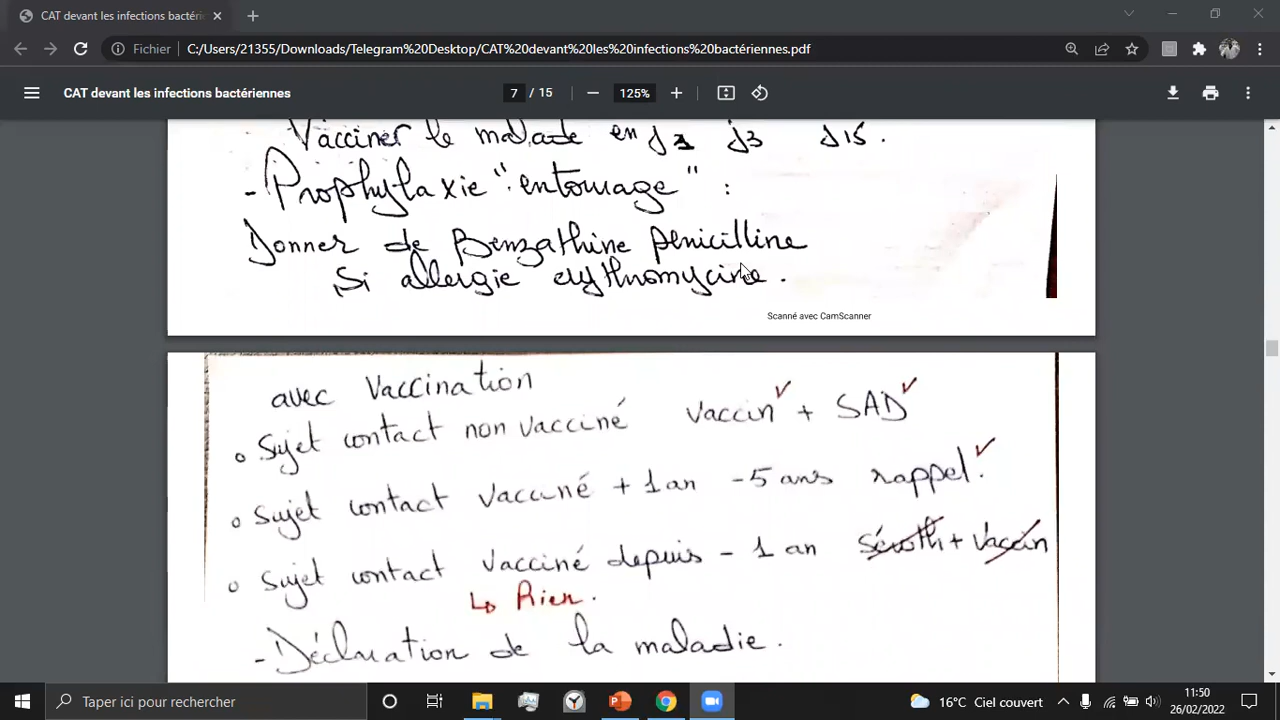 CAT devant les infections bactérie
Fichier C:/Users/21355/Downloads/Telegram%20Desktop/CAT%20devant%20les%20infections%20bactériennes.pdf
CAT devant les infections bactériennes 7 / 15 125%
Vacciner le malade en J1 J3 J15.
- Prophylaxie "entourage" :
Donner de Benzathine penicilline
Si allergie erythromycine.
Scanné avec CamScanner
avec Vaccination
Sujet contact non vacciné vaccin + SAD
Sujet contact vacciné + 1 an - 5 ans rappel.
Sujet contact vacciné depuis - 1 an Séroth + Vaccin
↳ Rien.
- Déclaration de la maladie.
Taper ici pour rechercher
16°C Ciel couvert
11:50
26/02/2022